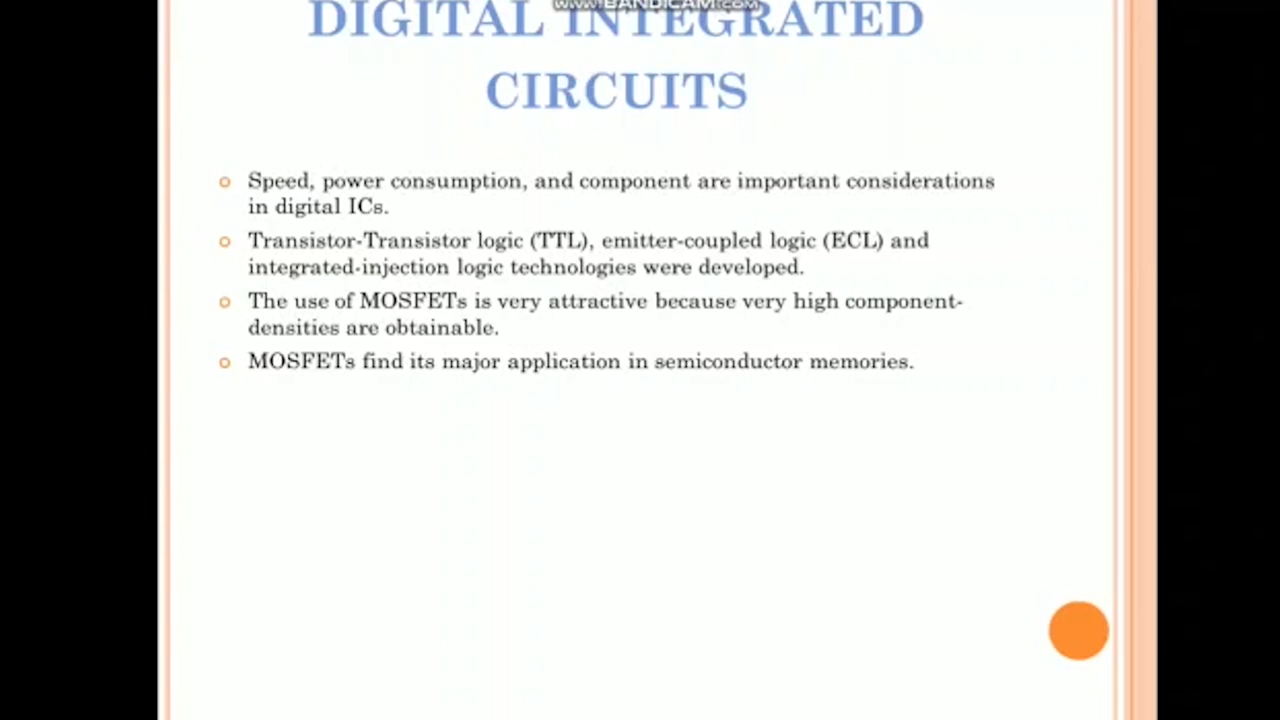 www.BANDICAM.com
DIGITAL INTEGRATED
CIRCUITS
Speed, power consumption, and component are important considerations
in digital ICs.
Transistor-Transistor logic (TTL), emitter-coupled logic (ECL) and
integrated-injection logic technologies were developed.
The use of MOSFETs is very attractive because very high component-
densities are obtainable.
MOSFETs find its major application in semiconductor memories.